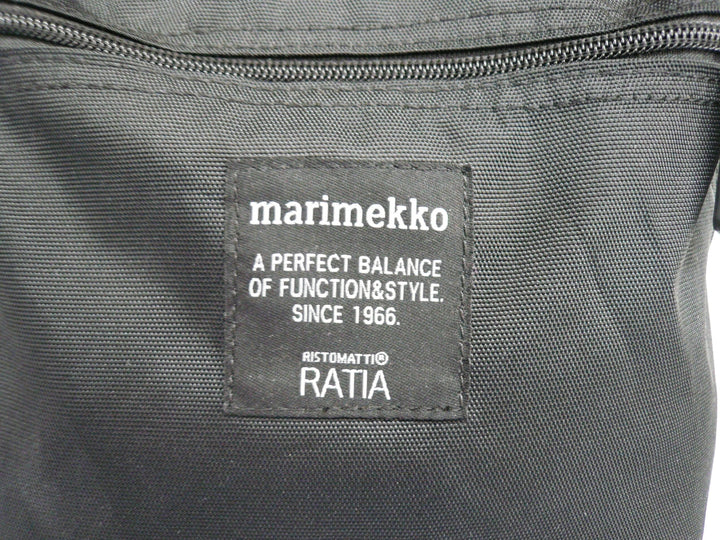 marimekko
A PERFECT BALANCE
OF FUNCTION&STYLE.
SINCE 1966.
RISTOMATTI®
RATIA